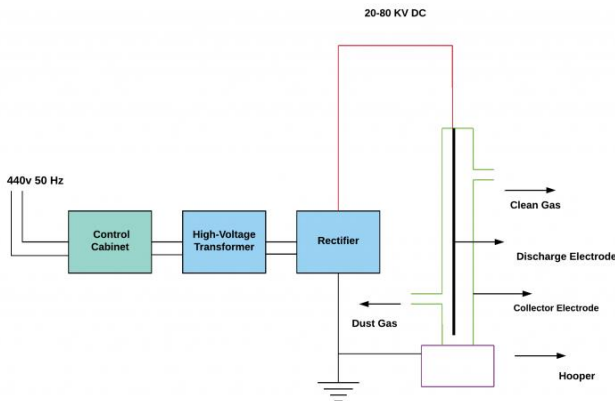 20-80 KV DC
440v 50 Hz
Control
Cabinet
High-Voltage
Transformer
Rectifier
Clean Gas
Discharge Electrode
Collector Electrode
Dust Gas
Hooper